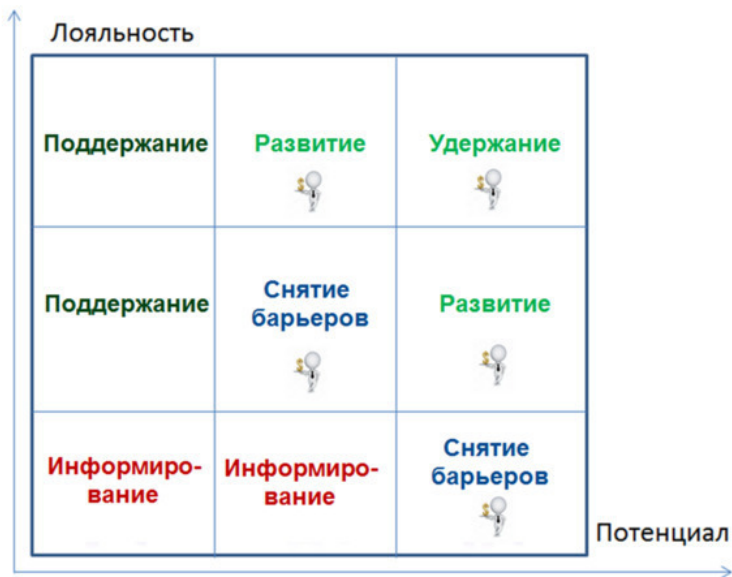 Лояльность
Поддержание
Развитие
Удержание
Поддержание
Снятие
барьеров
Развитие
Информиро-
вание
Информиро-
вание
Снятие
барьеров
Потенциал